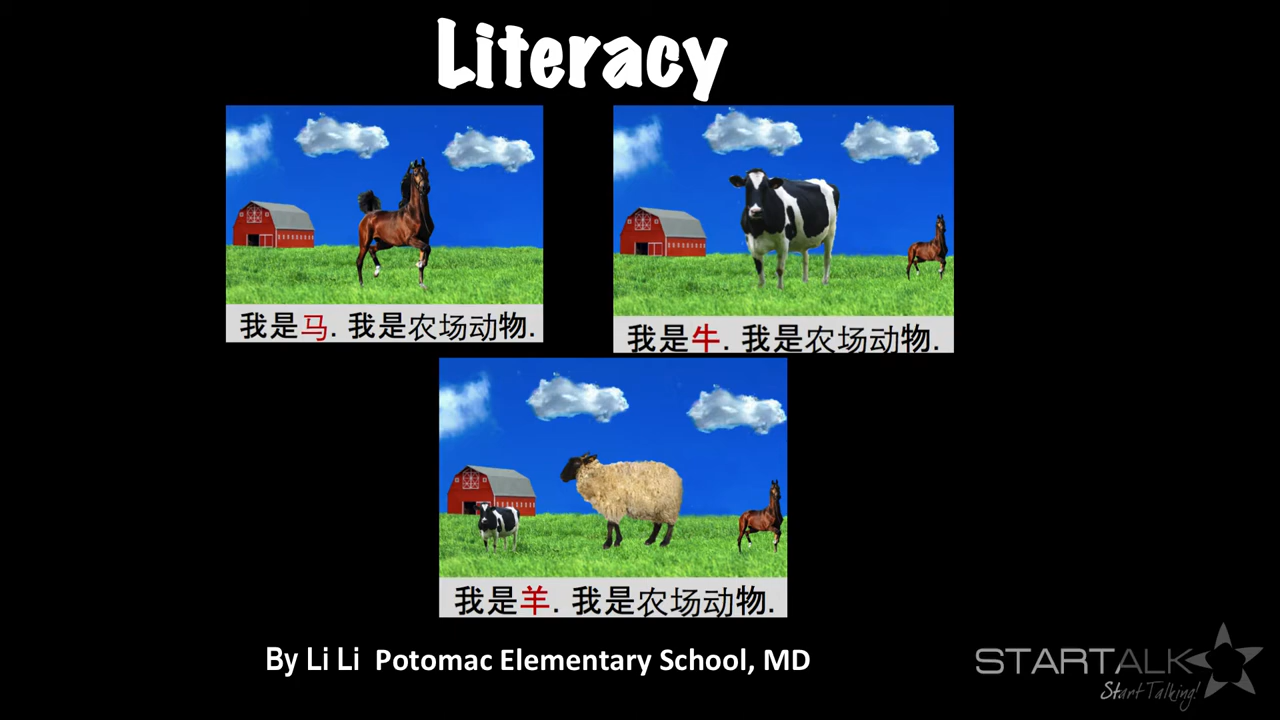 Literacy
我是马. 我是农场动物.
我是牛. 我是农场动物.
我是羊. 我是农场动物.
By Li Li Potomac Elementary School, MD
STARTALK
Start Talking!